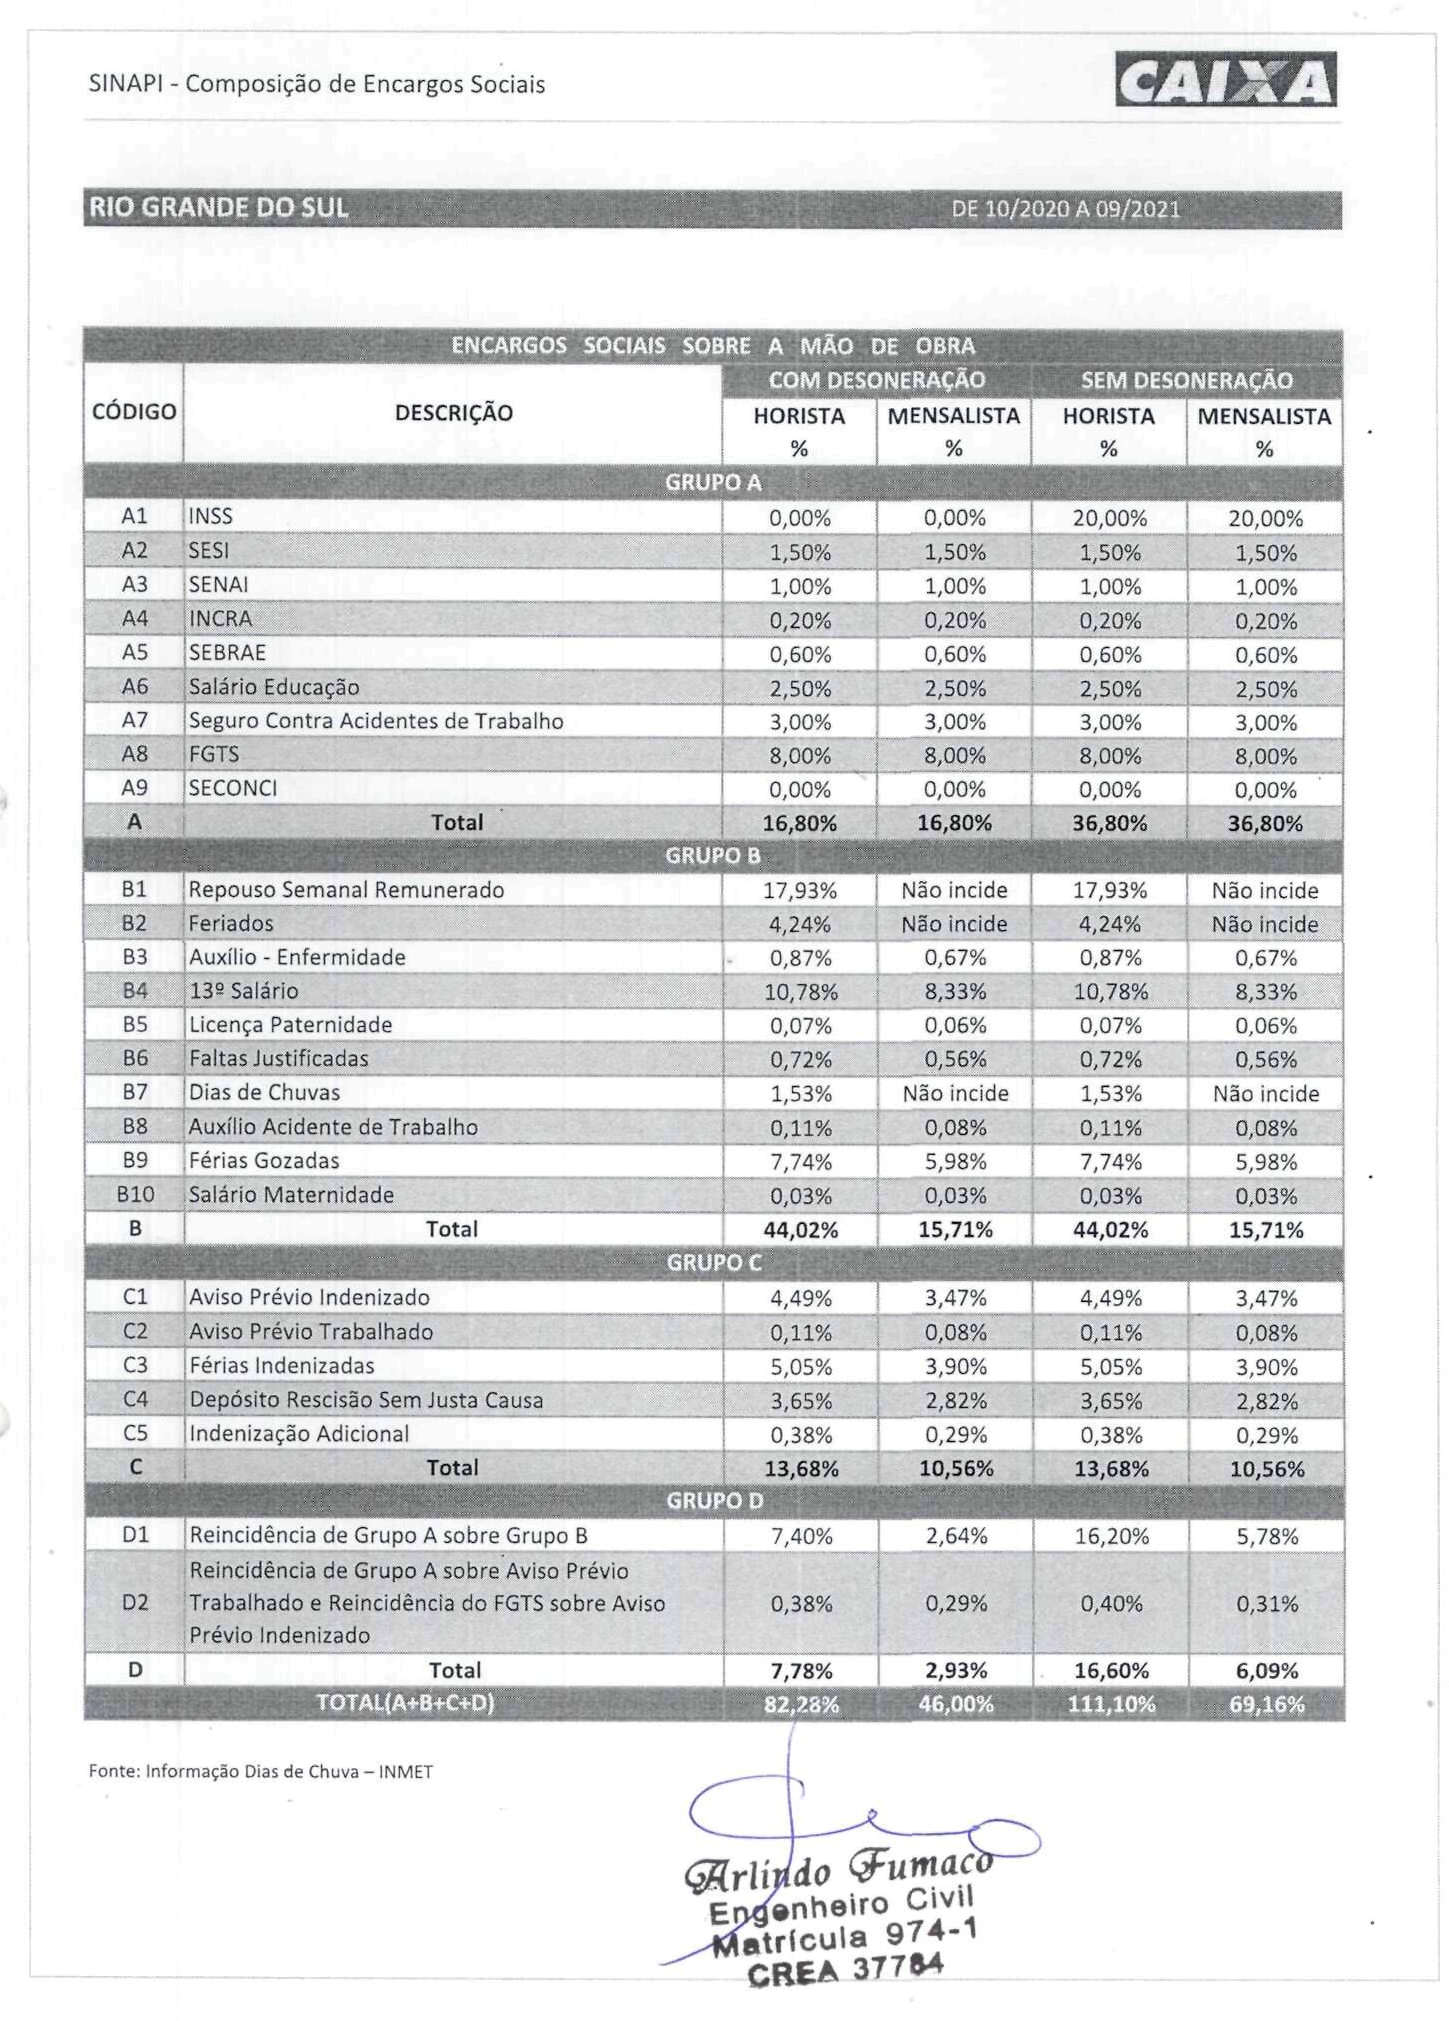 SINAPI - Composição de Encargos Sociais
CAIXA
RIO GRANDE DO SUL DE 10/2020 A 09/2021
ENCARGOS SOCIAIS SOBRE A MÃO DE OBRA
COM DESONERAÇÃO SEM DESONERAÇÃO
CÓDIGO DESCRIÇÃO HORISTA MENSALISTA HORISTA MENSALISTA
% % % %
GRUPO A
A1 INSS 0,00% 0,00% 20,00% 20,00%
A2 SESI 1,50% 1,50% 1,50% 1,50%
A3 SENAI 1,00% 1,00% 1,00% 1,00%
A4 INCRA 0,20% 0,20% 0,20% 0,20%
A5 SEBRAE 0,60% 0,60% 0,60% 0,60%
A6 Salário Educação 2,50% 2,50% 2,50% 2,50%
A7 Seguro Contra Acidentes de Trabalho 3,00% 3,00% 3,00% 3,00%
A8 FGTS 8,00% 8,00% 8,00% 8,00%
A9 SECONCI 0,00% 0,00% 0,00% 0,00%
A Total 16,80% 16,80% 36,80% 36,80%
GRUPO B
B1 Repouso Semanal Remunerado 17,93% Não incide 17,93% Não incide
B2 Feriados 4,24% Não incide 4,24% Não incide
B3 Auxílio - Enfermidade 0,87% 0,67% 0,87% 0,67%
B4 13º Salário 10,78% 8,33% 10,78% 8,33%
B5 Licença Paternidade 0,07% 0,06% 0,07% 0,06%
B6 Faltas Justificadas 0,72% 0,56% 0,72% 0,56%
B7 Dias de Chuvas 1,53% Não incide 1,53% Não incide
B8 Auxílio Acidente de Trabalho 0,11% 0,08% 0,11% 0,08%
B9 Férias Gozadas 7,74% 5,98% 7,74% 5,98%
B10 Salário Maternidade 0,03% 0,03% 0,03% 0,03%
B Total 44,02% 15,71% 44,02% 15,71%
GRUPO C
C1 Aviso Prévio Indenizado 4,49% 3,47% 4,49% 3,47%
C2 Aviso Prévio Trabalhado 0,11% 0,08% 0,11% 0,08%
C3 Férias Indenizadas 5,05% 3,90% 5,05% 3,90%
C4 Depósito Rescisão Sem Justa Causa 3,65% 2,82% 3,65% 2,82%
C5 Indenização Adicional 0,38% 0,29% 0,38% 0,29%
C Total 13,68% 10,56% 13,68% 10,56%
GRUPO D
D1 Reincidência de Grupo A sobre Grupo B 7,40% 2,64% 16,20% 5,78%
Reincidência de Grupo A sobre Aviso Prévio
D2 Trabalhado e Reincidência do FGTS sobre Aviso 0,38% 0,29% 0,40% 0,31%
Prévio Indenizado
D Total 7,78% 2,93% 16,60% 6,09%
TOTAL(A+B+C+D) 82,28% 46,00% 111,10% 69,16%
Fonte: Informação Dias de Chuva – INMET
Arlindo Fumaco
Engenheiro Civil
Matrícula 974-1
CREA 37784